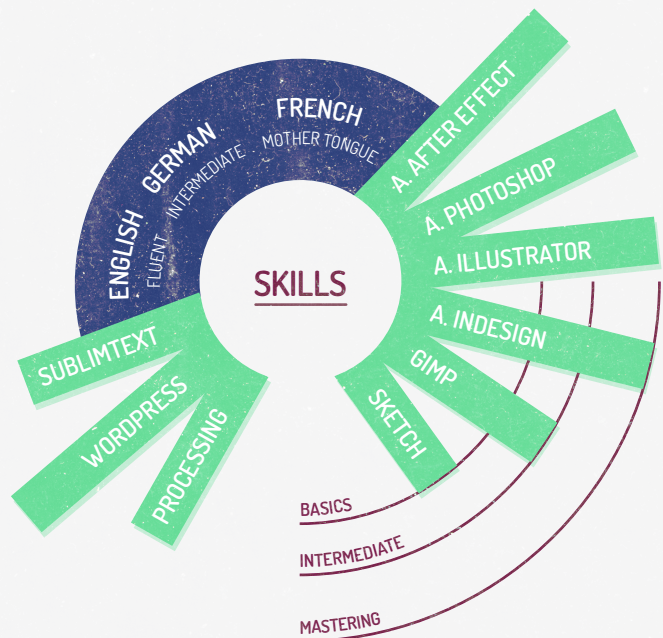 FRENCH
MOTHER TONGUE
GERMAN
INTERMEDIATE
ENGLISH
FLUENT
A. AFTER EFFECT
A. PHOTOSHOP
A. ILLUSTRATOR
A. INDESIGN
GIMP
SKETCH
SKILLS
SUBLIMTEXT
WORDPRESS
PROCESSING
BASICS
INTERMEDIATE
MASTERING